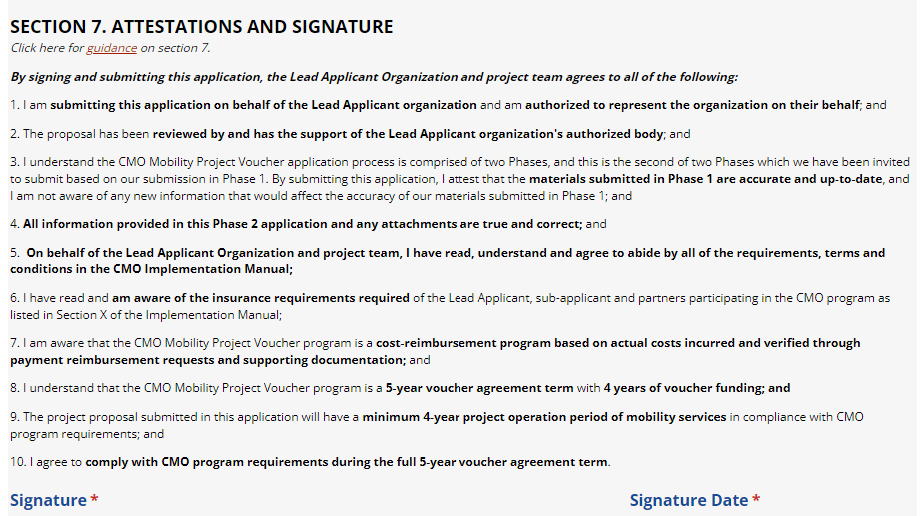 SECTION 7. ATTESTATIONS AND SIGNATURE
Click here for guidance on section 7.
By signing and submitting this application, the Lead Applicant Organization and project team agrees to all of the following:
1. I am submitting this application on behalf of the Lead Applicant organization and am authorized to represent the organization on their behalf; and
2. The proposal has been reviewed by and has the support of the Lead Applicant organization's authorized body; and
3. I understand the CMO Mobility Project Voucher application process is comprised of two Phases, and this is the second of two Phases which we have been invited
to submit based on our submission in Phase 1. By submitting this application, I attest that the materials submitted in Phase 1 are accurate and up-to-date, and
I am not aware of any new information that would affect the accuracy of our materials submitted in Phase 1; and
4. All information provided in this Phase 2 application and any attachments are true and correct; and
5. On behalf of the Lead Applicant Organization and project team, I have read, understand and agree to abide by all of the requirements, terms and
conditions in the CMO Implementation Manual;
6. I have read and am aware of the insurance requirements required of the Lead Applicant, sub-applicant and partners participating in the CMO program as
listed in Section X of the Implementation Manual;
7. I am aware that the CMO Mobility Project Voucher program is a cost-reimbursement program based on actual costs incurred and verified through
payment reimbursement requests and supporting documentation; and
8. I understand that the CMO Mobility Project Voucher program is a 5-year voucher agreement term with 4 years of voucher funding; and
9. The project proposal submitted in this application will have a minimum 4-year project operation period of mobility services in compliance with CMO
program requirements; and
10. I agree to comply with CMO program requirements during the full 5-year voucher agreement term.
Signature * Signature Date *